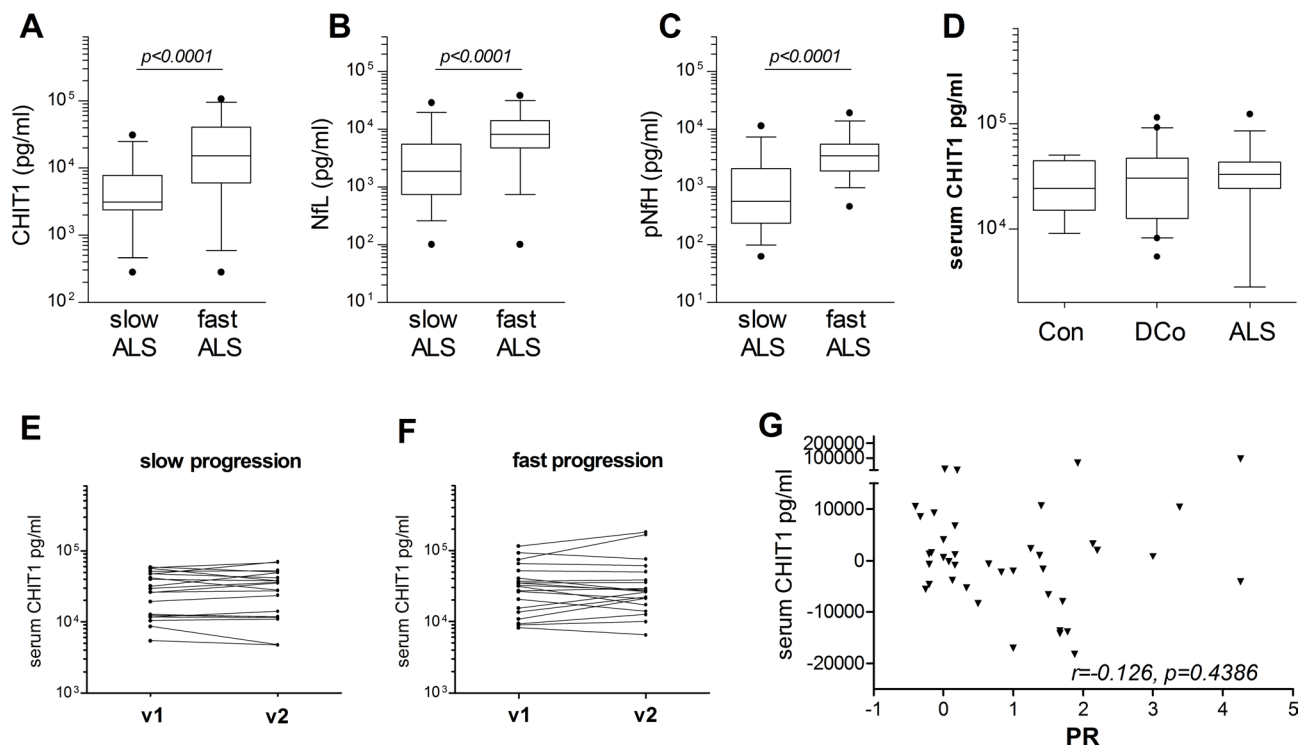 A
CHIT1 (pg/ml)
p<0.0001
10^5
10^4
10^3
10^2
slow
ALS
fast
ALS
B
NfL (pg/ml)
p<0.0001
10^5
10^4
10^3
10^2
10^1
slow
ALS
fast
ALS
C
pNfH (pg/ml)
p<0.0001
10^5
10^4
10^3
10^2
10^1
slow
ALS
fast
ALS
D
serum CHIT1 pg/ml
10^5
10^4
Con DCo ALS
E
slow progression
serum CHIT1 pg/ml
10^5
10^4
10^3
v1 v2
F
fast progression
serum CHIT1 pg/ml
10^5
10^4
10^3
v1 v2
G
serum CHIT1 pg/ml
200000
100000
10000
0
-10000
-20000
r=-0.126, p=0.4386
-1 0 1 2 3 4 5
PR